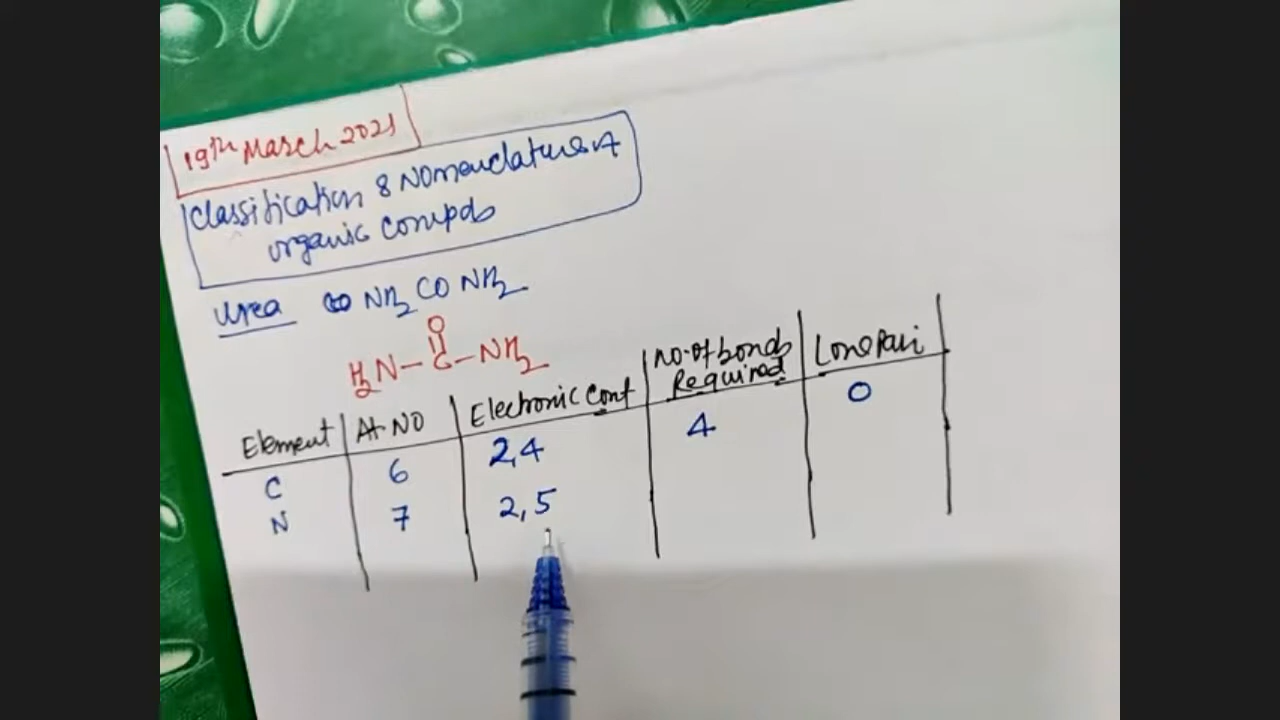 19th March 2021
Classification & Nomenclature of
organic compds
Urea CO NH2 CO NH2
O
H2N-C-NH2
Element At. NO Electronic Conf No. of bonds Required Lone Pair
C 6 2,4 4 0
N 7 2,5